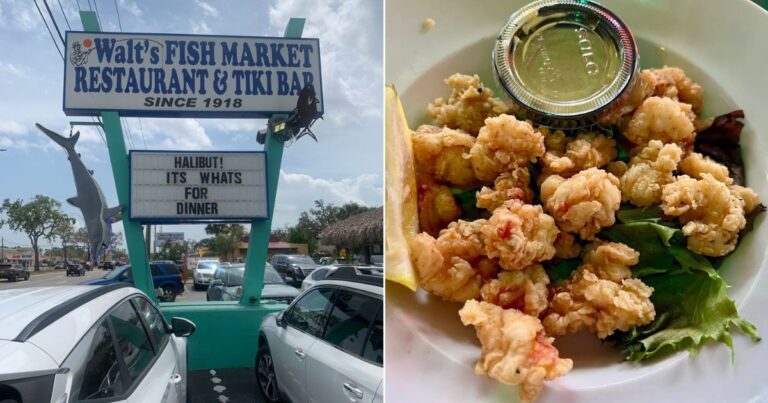 Walt's FISH MARKET
RESTAURANT & TIKI BAR
SINCE 1918
HALIBUT!
ITS WHATS
FOR
DINNER